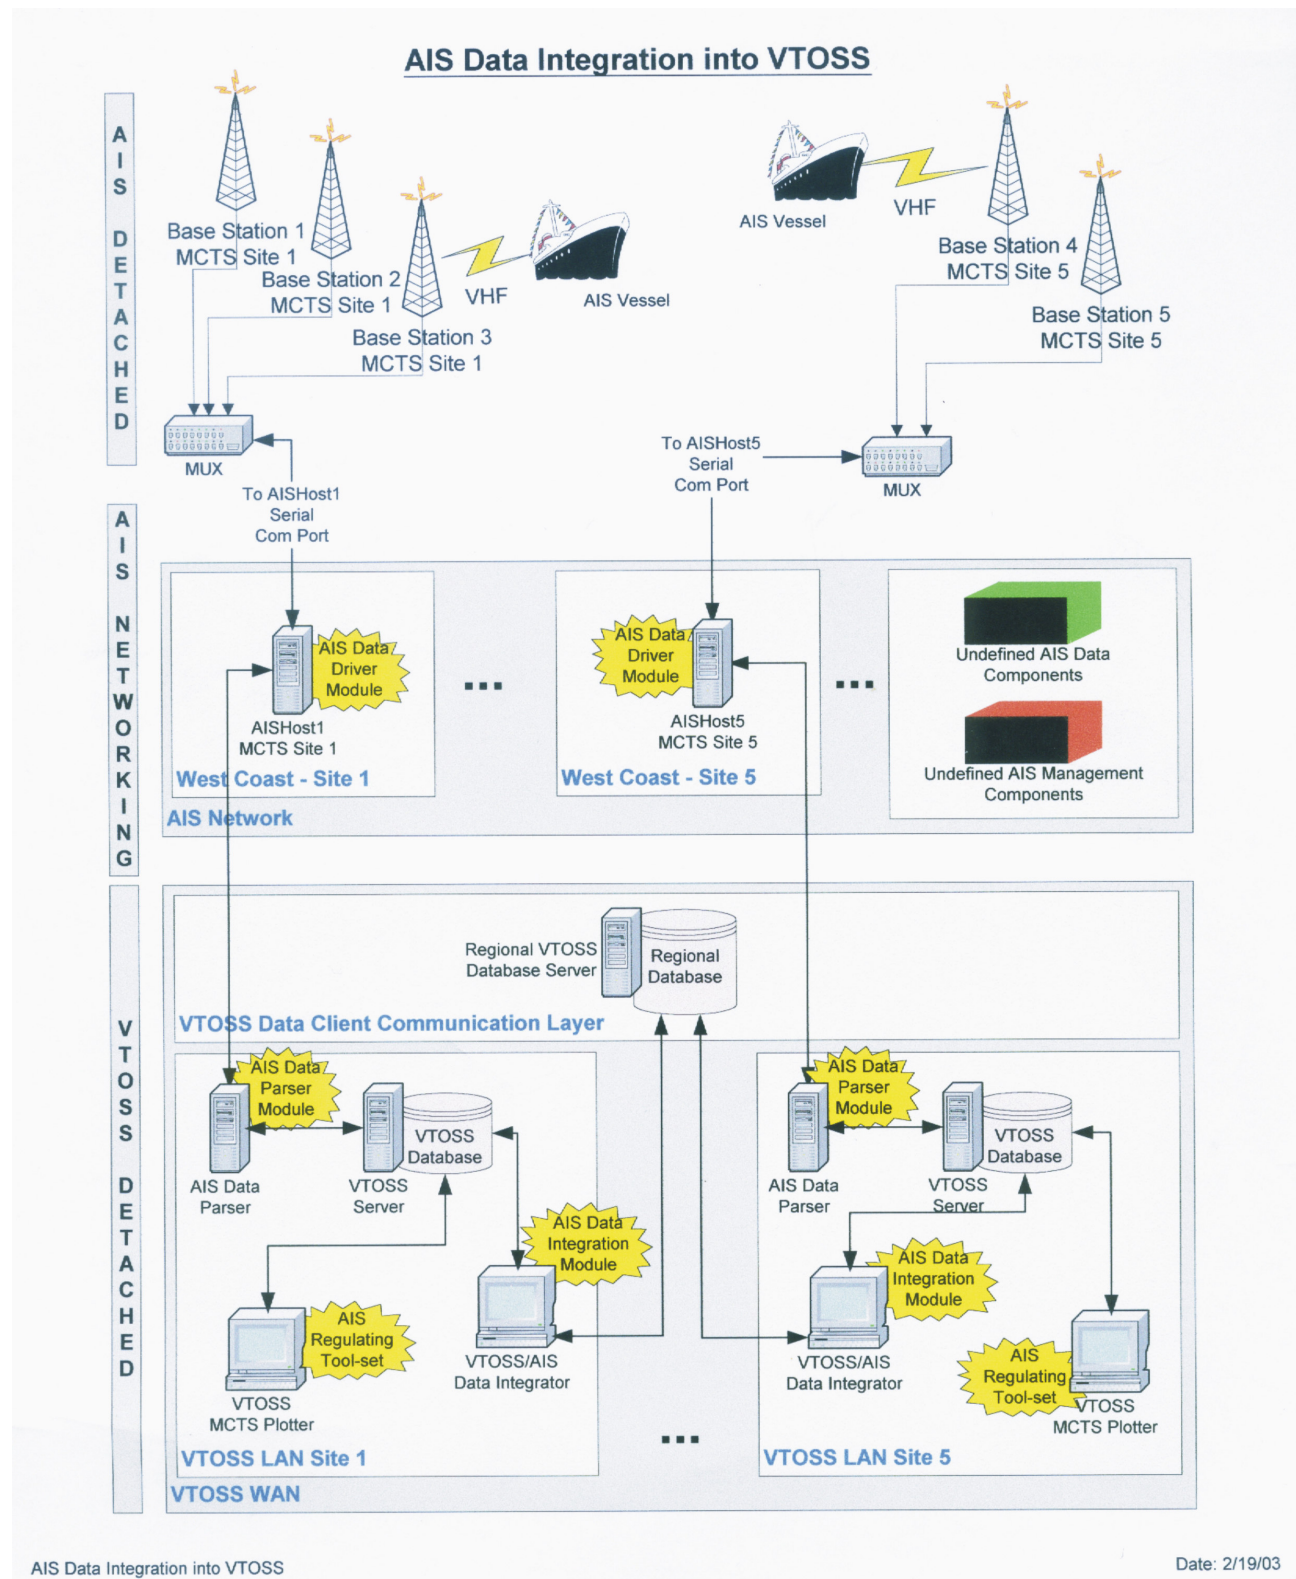 AIS Data Integration into VTOSS
AIS DETACHED
Base Station 1
MCTS Site 1
Base Station 2
MCTS Site 1
Base Station 3
MCTS Site 1
VHF
AIS Vessel
AIS Vessel
VHF
Base Station 4
MCTS Site 5
Base Station 5
MCTS Site 5
MUX
To AISHost1
Serial
Com Port
To AISHost5
Serial
Com Port
MUX
AIS NETWORKING
AIS Data
Driver
Module
AISHost1
MCTS Site 1
West Coast - Site 1
...
AIS Data
Driver
Module
AISHost5
MCTS Site 5
West Coast - Site 5
...
Undefined AIS Data
Components
Undefined AIS Management
Components
AIS Network
VTOSS DETACHED
Regional VTOSS
Database Server
Regional
Database
VTOSS Data Client Communication Layer
AIS Data
Parser
Module
AIS Data
Parser
VTOSS
Server
VTOSS
Database
AIS Data
Integration
Module
AIS
Regulating
Tool-set
VTOSS
MCTS Plotter
VTOSS/AIS
Data Integrator
VTOSS LAN Site 1
...
AIS Data
Parser
Module
AIS Data
Parser
VTOSS
Server
VTOSS
Database
AIS Data
Integration
Module
VTOSS/AIS
Data Integrator
AIS
Regulating
Tool-set
VTOSS
MCTS Plotter
VTOSS LAN Site 5
VTOSS WAN
AIS Data Integration into VTOSS
Date: 2/19/03